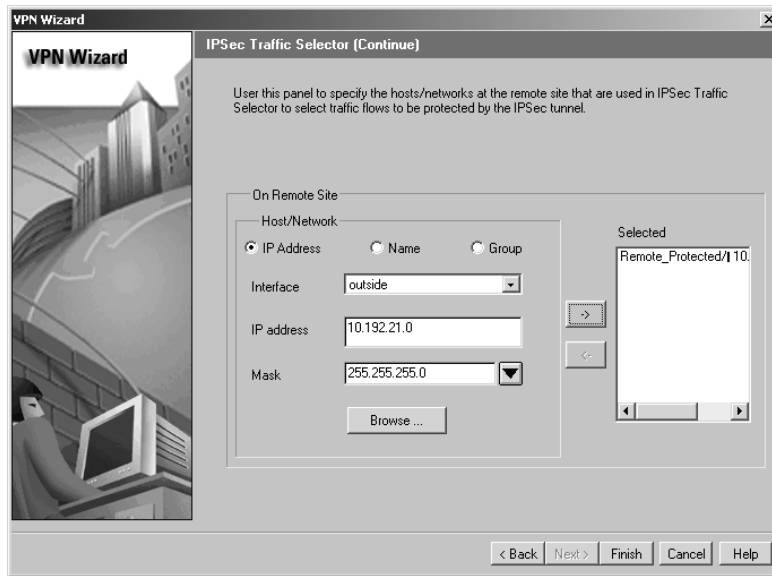 VPN Wizard
VPN Wizard
IPSec Traffic Selector (Continue)
User this panel to specify the hosts/networks at the remote site that are used in IPSec Traffic
Selector to select traffic flows to be protected by the IPSec tunnel.
On Remote Site
Host/Network
IP Address Name Group
Interface outside
IP address 10.192.21.0
Mask 255.255.255.0
Browse ...
Selected
Remote_Protected/] 10.
->
<-
< Back Next > Finish Cancel Help